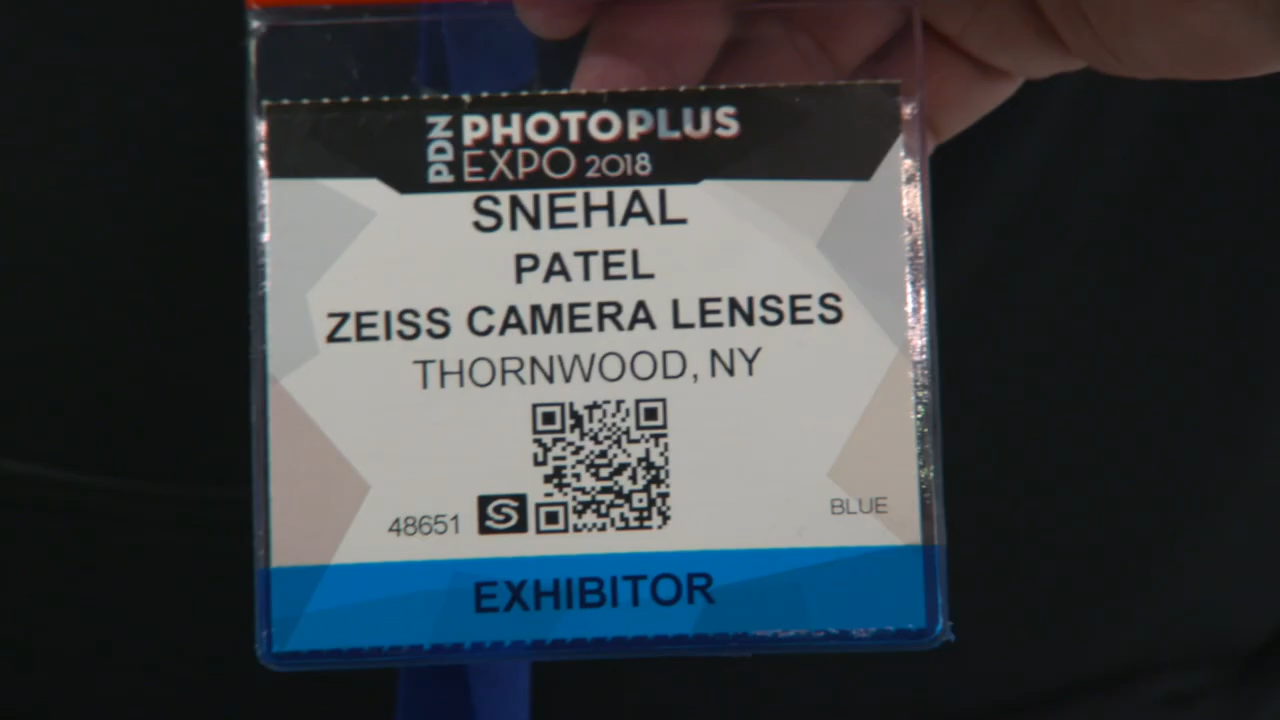 PDN PHOTOPLUS
EXPO 2018
SNEHAL
PATEL
ZEISS CAMERA LENSES
THORNWOOD, NY
48651 S
BLUE
EXHIBITOR